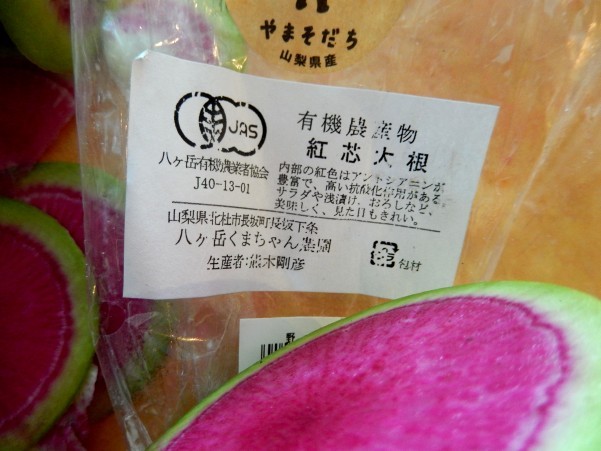 やまそだち
山梨県産
JAS
有機農産物
紅芯大根
八ヶ岳有機農業者協会
J40-13-01
内部の紅色はアントシアニンが
豊富で、高い抗酸化作用がある。
サラダや浅漬け、おろしなど、
美味しく、見た目もきれい。
山梨県北杜市長坂町長坂下条
八ヶ岳くまちゃん農園
生産者:熊木剛彦
プラ 包材
野